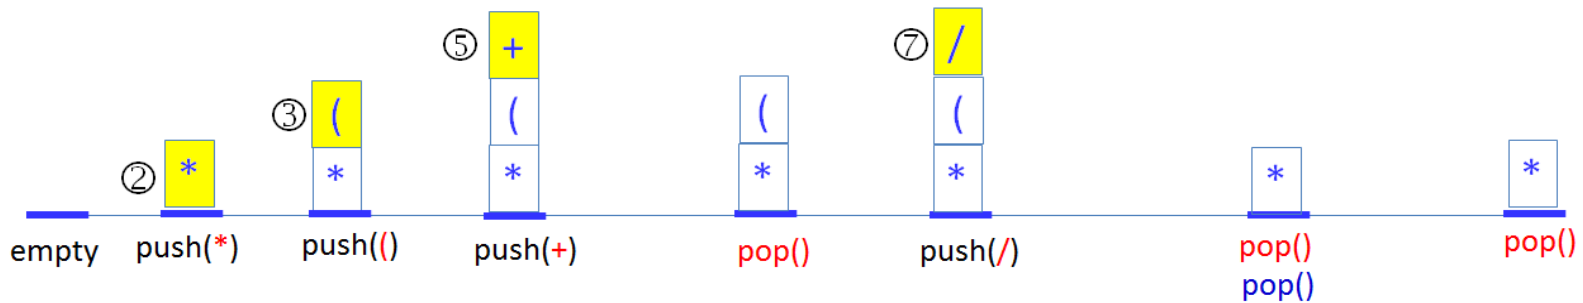 ⑤ + ⑦ /
③ ( ( ( (
② * * * * * * *
empty push(*) push(() push(+) pop() push(/) pop() pop()
pop()